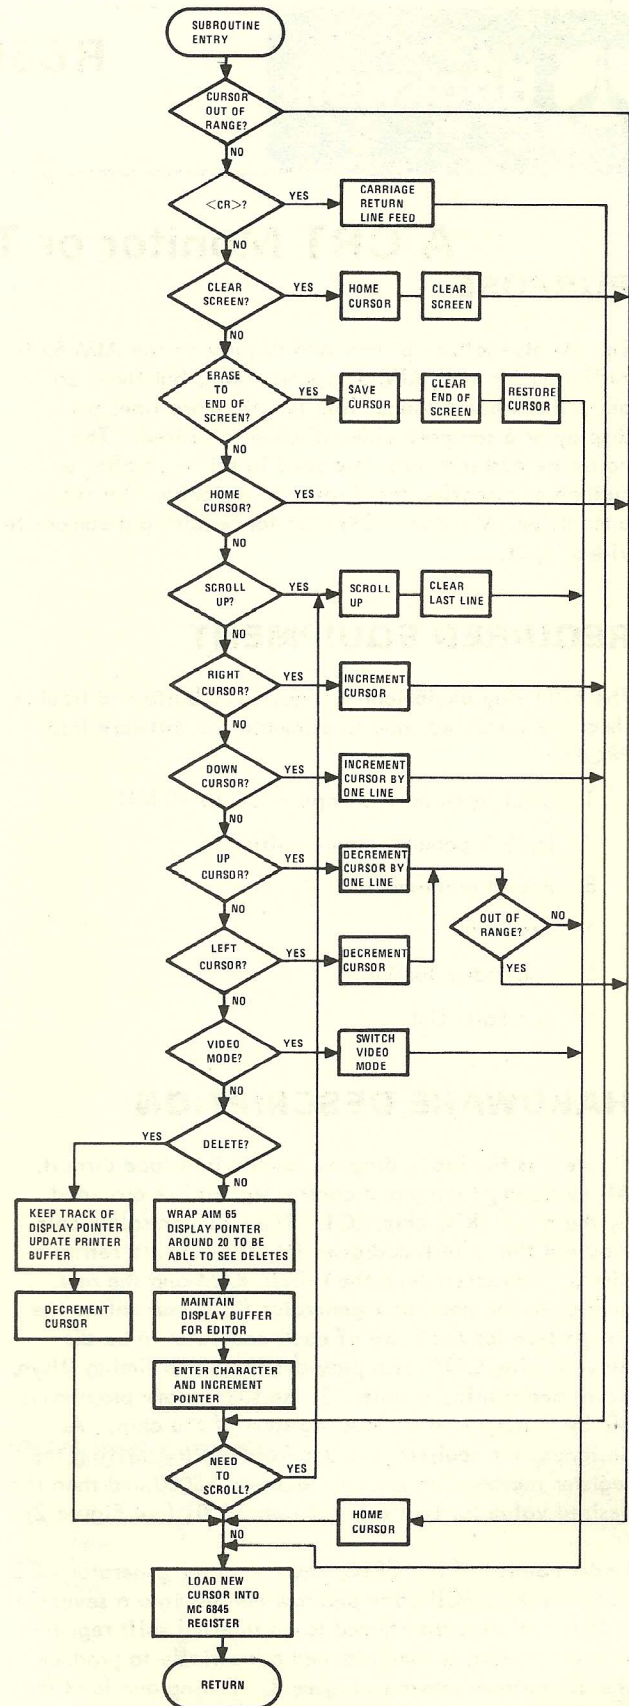 SUBROUTINE
ENTRY
CURSOR
OUT OF
RANGE?
NO
<CR>?
YES
CARRIAGE
RETURN
LINE FEED
NO
CLEAR
SCREEN?
YES
HOME
CURSOR
CLEAR
SCREEN
NO
ERASE
TO
END OF
SCREEN?
YES
SAVE
CURSOR
CLEAR
END OF
SCREEN
RESTORE
CURSOR
NO
HOME
CURSOR?
YES
NO
SCROLL
UP?
YES
SCROLL
UP
CLEAR
LAST LINE
NO
RIGHT
CURSOR?
YES
INCREMENT
CURSOR
NO
DOWN
CURSOR?
YES
INCREMENT
CURSOR BY
ONE LINE
NO
UP
CURSOR?
YES
DECREMENT
CURSOR BY
ONE LINE
OUT OF
RANGE?
NO
YES
NO
LEFT
CURSOR?
YES
DECREMENT
CURSOR
NO
VIDEO
MODE?
YES
SWITCH
VIDEO
MODE
NO
DELETE?
YES
NO
KEEP TRACK OF
DISPLAY POINTER
UPDATE PRINTER
BUFFER
WRAP AIM 65
DISPLAY POINTER
AROUND 20 TO BE
ABLE TO SEE DELETES
DECREMENT
CURSOR
MAINTAIN
DISPLAY BUFFER
FOR EDITOR
ENTER CHARACTER
AND INCREMENT
POINTER
NEED
TO
SCROLL?
YES
NO
HOME
CURSOR
LOAD NEW
CURSOR INTO
MC 6845
REGISTER
RETURN